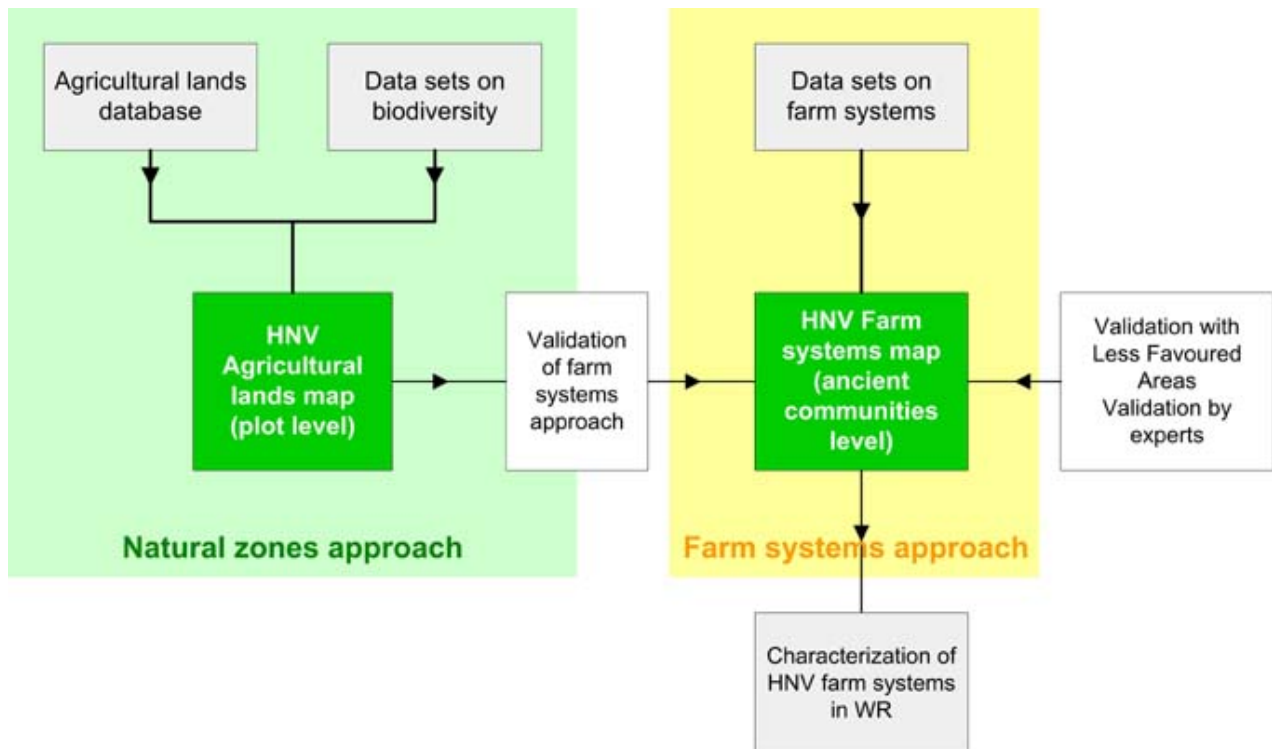 Agricultural lands
database
Data sets on
biodiversity
Data sets on
farm systems
HNV
Agricultural
lands map
(plot level)
Validation
of farm
systems
approach
HNV Farm
systems map
(ancient
communities
level)
Validation with
Less Favoured
Areas
Validation by
experts
Natural zones approach
Farm systems approach
Characterization of
HNV farm systems
in WR